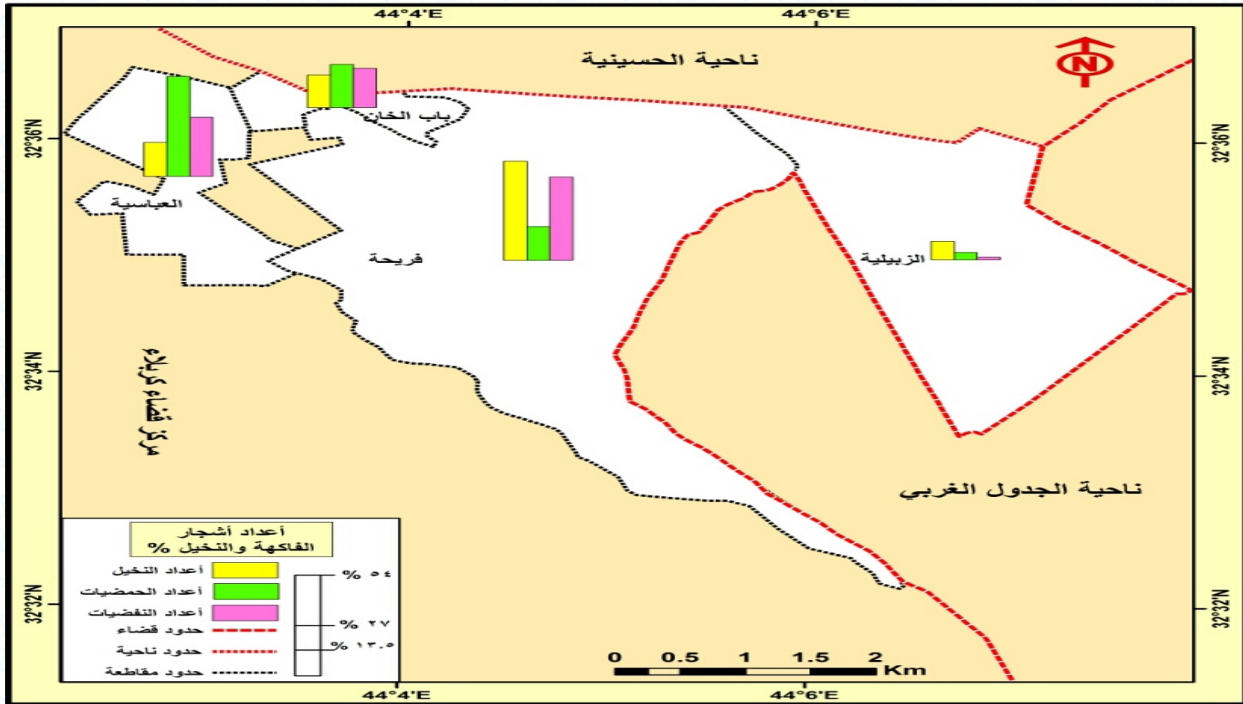 44°4'E
44°6'E
ناحية الحسينية
N
باب الخان
32°36'N
32°36'N
العباسية
فريحة
الزبيلية
32°34'N
32°34'N
مركز قضاء كربلاء
ناحية الجدول الغربي
أعداد أشجار
الفاكهة والنخيل %
أعداد النخيل
أعداد الحمضيات
أعداد النفضيات
حدود قضاء
حدود ناحية
حدود مقاطعة
% ٥٤
% ٢٧
% ١٣.٥
32°32'N
32°32'N
0 0.5 1 1.5 2
Km
44°4'E
44°6'E